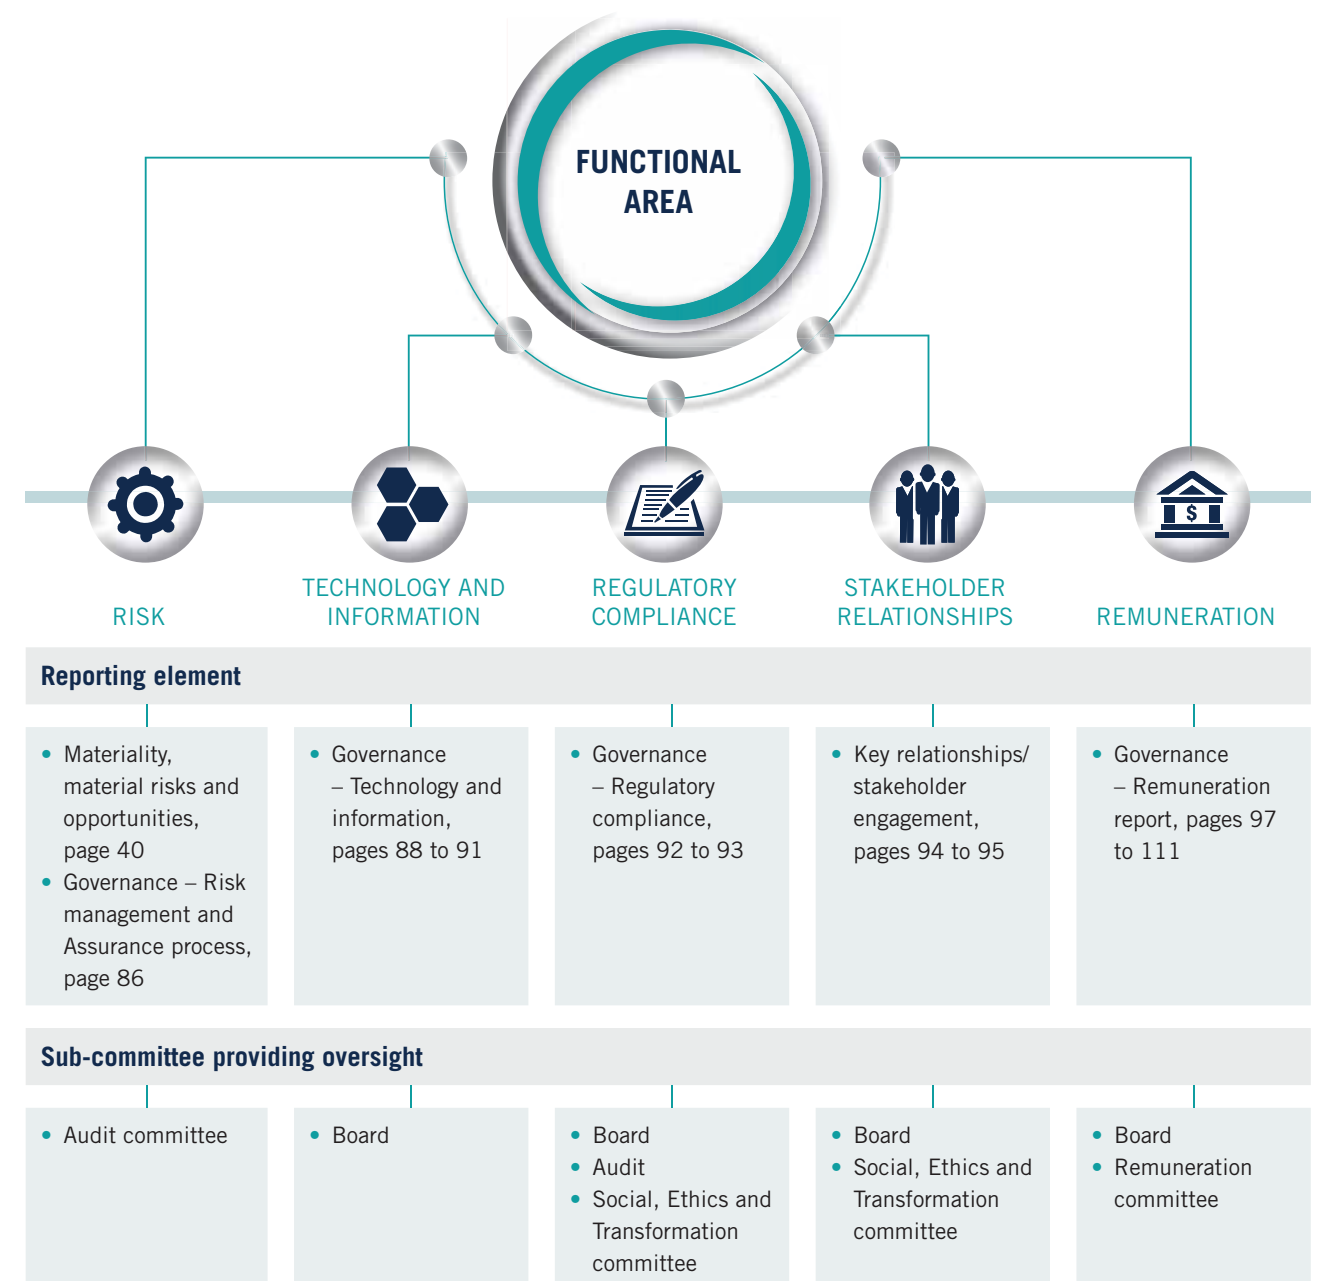 FUNCTIONAL
AREA
RISK
TECHNOLOGY AND
INFORMATION
REGULATORY
COMPLIANCE
STAKEHOLDER
RELATIONSHIPS
$
REMUNERATION
Reporting element
• Materiality,
material risks and
opportunities,
page 40
• Governance – Risk
management and
Assurance process,
page 86
• Governance
– Technology and
information,
pages 88 to 91
• Governance
– Regulatory
compliance,
pages 92 to 93
• Key relationships/
stakeholder
engagement,
pages 94 to 95
• Governance
– Remuneration
report, pages 97
to 111
Sub-committee providing oversight
• Audit committee
• Board
• Board
• Audit
• Social, Ethics and
Transformation
committee
• Board
• Social, Ethics and
Transformation
committee
• Board
• Remuneration
committee